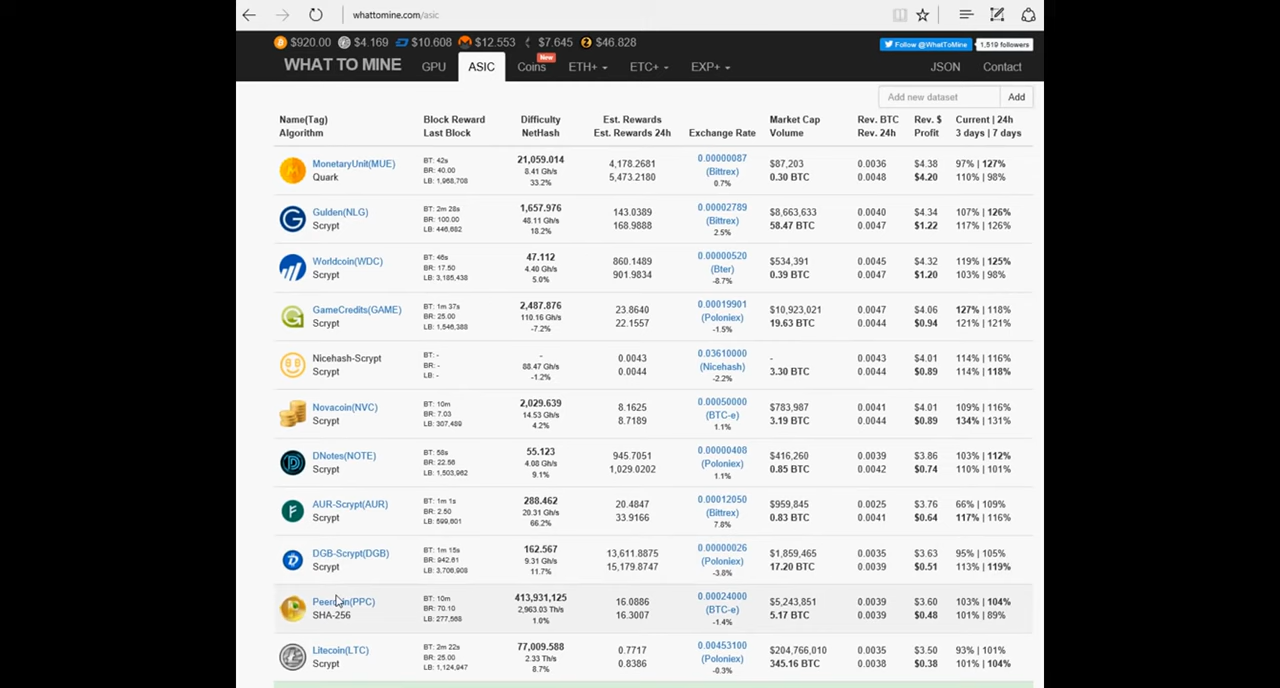 whattomine.com/asic
$920.00 $4.169 $10.608 $12.553 $7.645 $46.828
Follow @WhatToMine 1,519 followers
WHAT TO MINE GPU ASIC Coins New ETH+ ETC+ EXP+ JSON Contact
Add new dataset Add
Name(Tag) Block Reward Difficulty Est. Rewards Exchange Rate Market Cap Rev. BTC Rev. $ Current | 24h
Algorithm Last Block NetHash Est. Rewards 24h Volume Rev. 24h Profit 3 days | 7 days
MonetaryUnit(MUE) BT: 42s 21,059.014 4,178.2681 0.00000087 $87,203 0.0036 $4.38 97% | 127%
Quark BR: 40.00 8.41 Gh/s 5,473.2180 (Bittrex) 0.30 BTC 0.0048 $4.20 110% | 98%
LB: 1,968,708 33.2% 0.7%
Gulden(NLG) BT: 2m 28s 1,657.976 143.0389 0.00002789 $8,663,633 0.0040 $4.34 107% | 126%
Scrypt BR: 100.00 48.11 Gh/s 168.9888 (Bittrex) 58.47 BTC 0.0047 $1.22 117% | 126%
LB: 446,682 18.2% 2.5%
Worldcoin(WDC) BT: 46s 47.112 860.1489 0.00000520 $534,391 0.0045 $4.32 119% | 125%
Scrypt BR: 17.50 4.40 Gh/s 901.9834 (Bter) 0.39 BTC 0.0047 $1.20 103% | 98%
LB: 3,185,438 5.0% -8.7%
GameCredits(GAME) BT: 1m 37s 2,487.876 23.8640 0.00019901 $10,923,021 0.0047 $4.06 127% | 118%
Scrypt BR: 25.00 110.16 Gh/s 22.1557 (Poloniex) 19.63 BTC 0.0044 $0.94 121% | 121%
LB: 1,546,388 -7.2% -1.5%
Nicehash-Scrypt BT: - - 0.0043 0.03610000 - 0.0043 $4.01 114% | 116%
Scrypt BR: - 88.47 Gh/s 0.0044 (Nicehash) 3.30 BTC 0.0044 $0.89 114% | 118%
LB: - -1.2% -2.2%
Novacoin(NVC) BT: 10m 2,029.639 8.1625 0.00050000 $783,987 0.0041 $4.01 109% | 116%
Scrypt BR: 7.03 14.53 Gh/s 8.7189 (BTC-e) 3.19 BTC 0.0044 $0.89 134% | 131%
LB: 307,489 4.2% 1.1%
DNotes(NOTE) BT: 58s 55.123 945.7051 0.00000408 $416,260 0.0039 $3.86 103% | 112%
Scrypt BR: 22.56 4.08 Gh/s 1,029.0202 (Poloniex) 0.85 BTC 0.0042 $0.74 110% | 101%
LB: 1,503,962 9.1% 1.1%
AUR-Scrypt(AUR) BT: 1m 1s 288.462 20.4847 0.00012050 $959,845 0.0025 $3.76 66% | 109%
Scrypt BR: 2.50 20.31 Gh/s 33.9166 (Bittrex) 0.83 BTC 0.0041 $0.64 117% | 116%
LB: 599,601 66.2% 7.8%
DGB-Scrypt(DGB) BT: 1m 15s 162.567 13,611.8875 0.00000026 $1,859,465 0.0035 $3.63 95% | 105%
Scrypt BR: 942.61 9.31 Gh/s 15,179.8747 (Poloniex) 17.20 BTC 0.0039 $0.51 113% | 119%
LB: 3,706,908 11.7% -3.8%
Peercoin(PPC) BT: 10m 413,931,125 16.0886 0.00024000 $5,243,851 0.0039 $3.60 103% | 104%
SHA-256 BR: 70.10 2,963.03 Th/s 16.3007 (BTC-e) 5.17 BTC 0.0039 $0.48 101% | 89%
LB: 277,568 1.0% -1.4%
Litecoin(LTC) BT: 2m 22s 77,009.588 0.7717 0.00453100 $204,766,010 0.0035 $3.50 93% | 101%
Scrypt BR: 25.00 2.33 Th/s 0.8386 (Poloniex) 345.16 BTC 0.0038 $0.38 101% | 104%
LB: 1,124,947 8.7% -0.3%